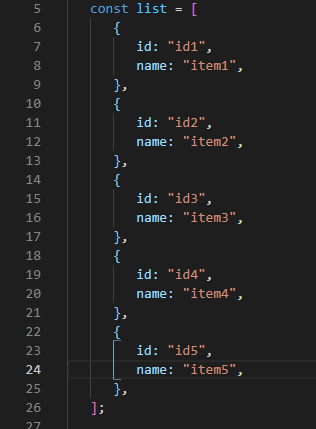 5 const list = [
6 {
7 id: "id1",
8 name: "item1",
9 },
10 {
11 id: "id2",
12 name: "item2",
13 },
14 {
15 id: "id3",
16 name: "item3",
17 },
18 {
19 id: "id4",
20 name: "item4",
21 },
22 {
23 id: "id5",
24 name: "item5",
25 },
26 ];
27